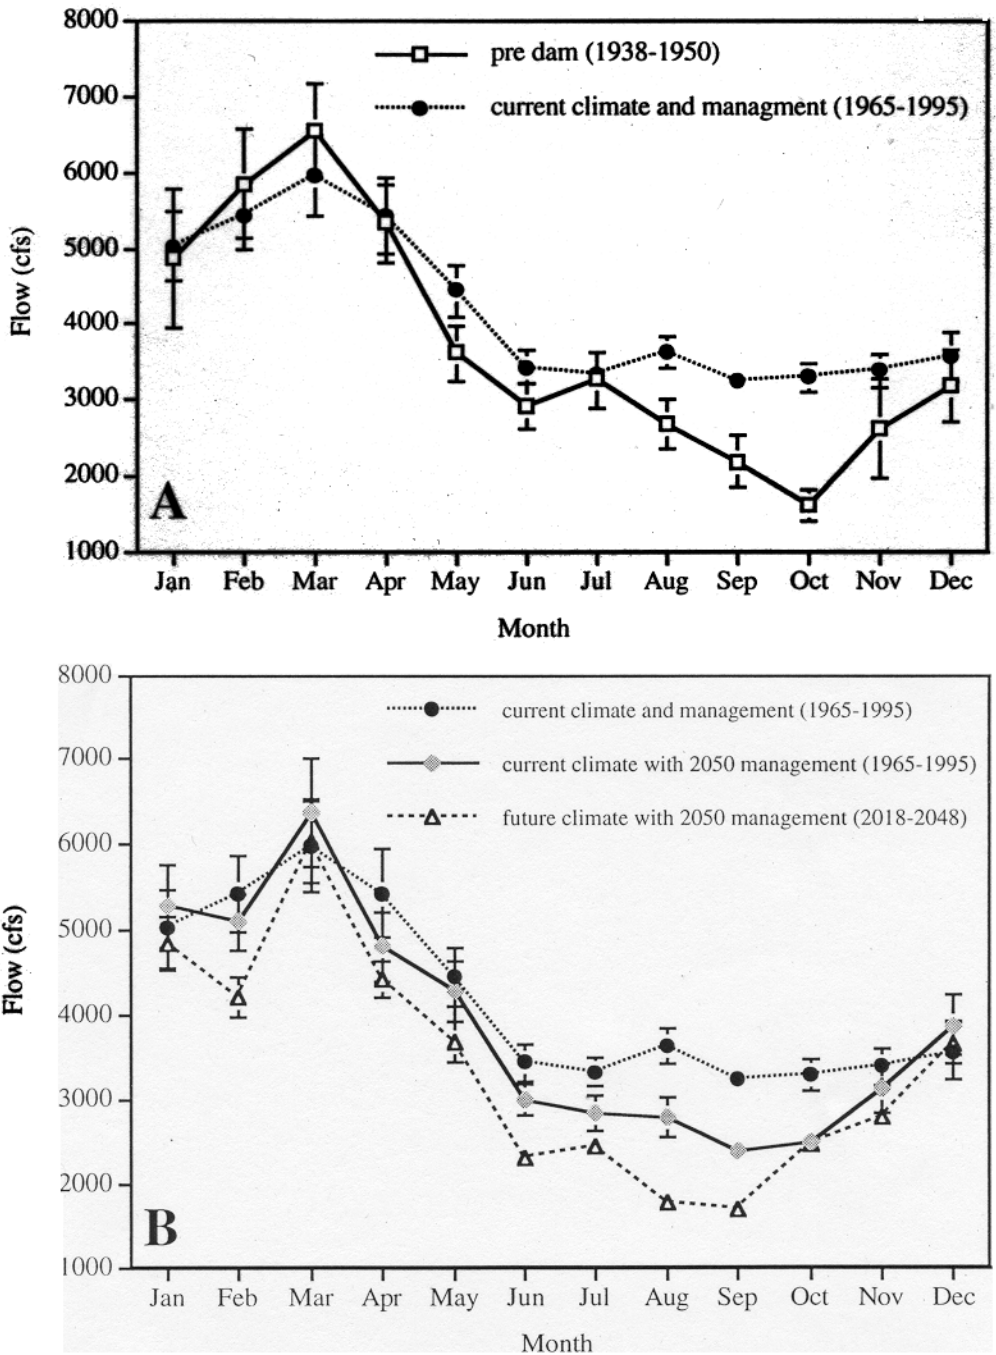 8000
7000
6000
5000
4000
3000
2000
1000
Flow (cfs)
pre dam (1938-1950)
current climate and managment (1965-1995)
A
Jan Feb Mar Apr May Jun Jul Aug Sep Oct Nov Dec
Month
8000
7000
6000
5000
4000
3000
2000
1000
Flow (cfs)
current climate and management (1965-1995)
current climate with 2050 management (1965-1995)
future climate with 2050 management (2018-2048)
B
Jan Feb Mar Apr May Jun Jul Aug Sep Oct Nov Dec
Month